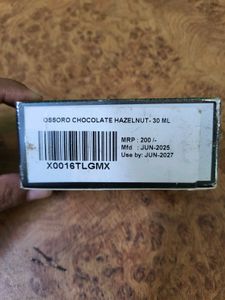 OSSORO CHOCOLATE HAZELNUT- 30 ML
MRP : 200 /-
Mfd : JUN-2025
Use by: JUN-2027
X0016TLGMX